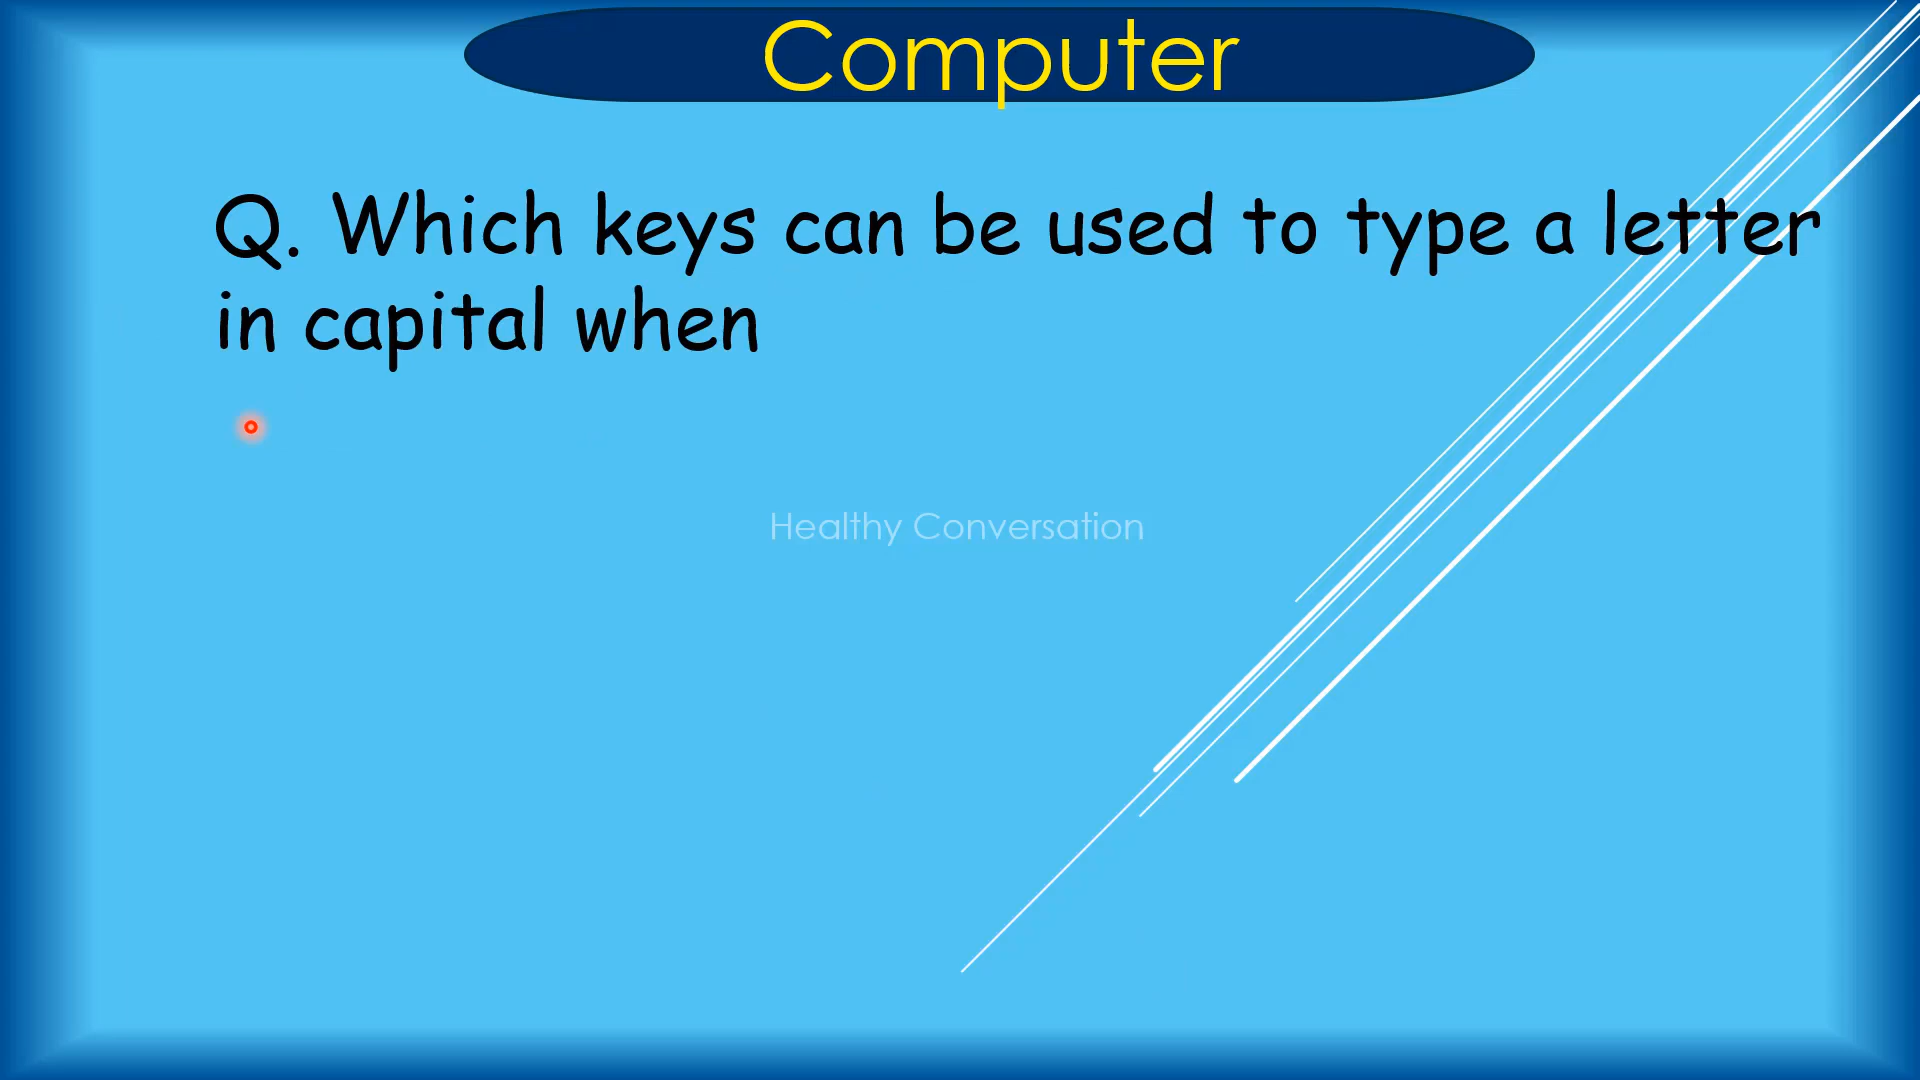 Computer
Q. Which keys can be used to type a letter
in capital when
Healthy Conversation